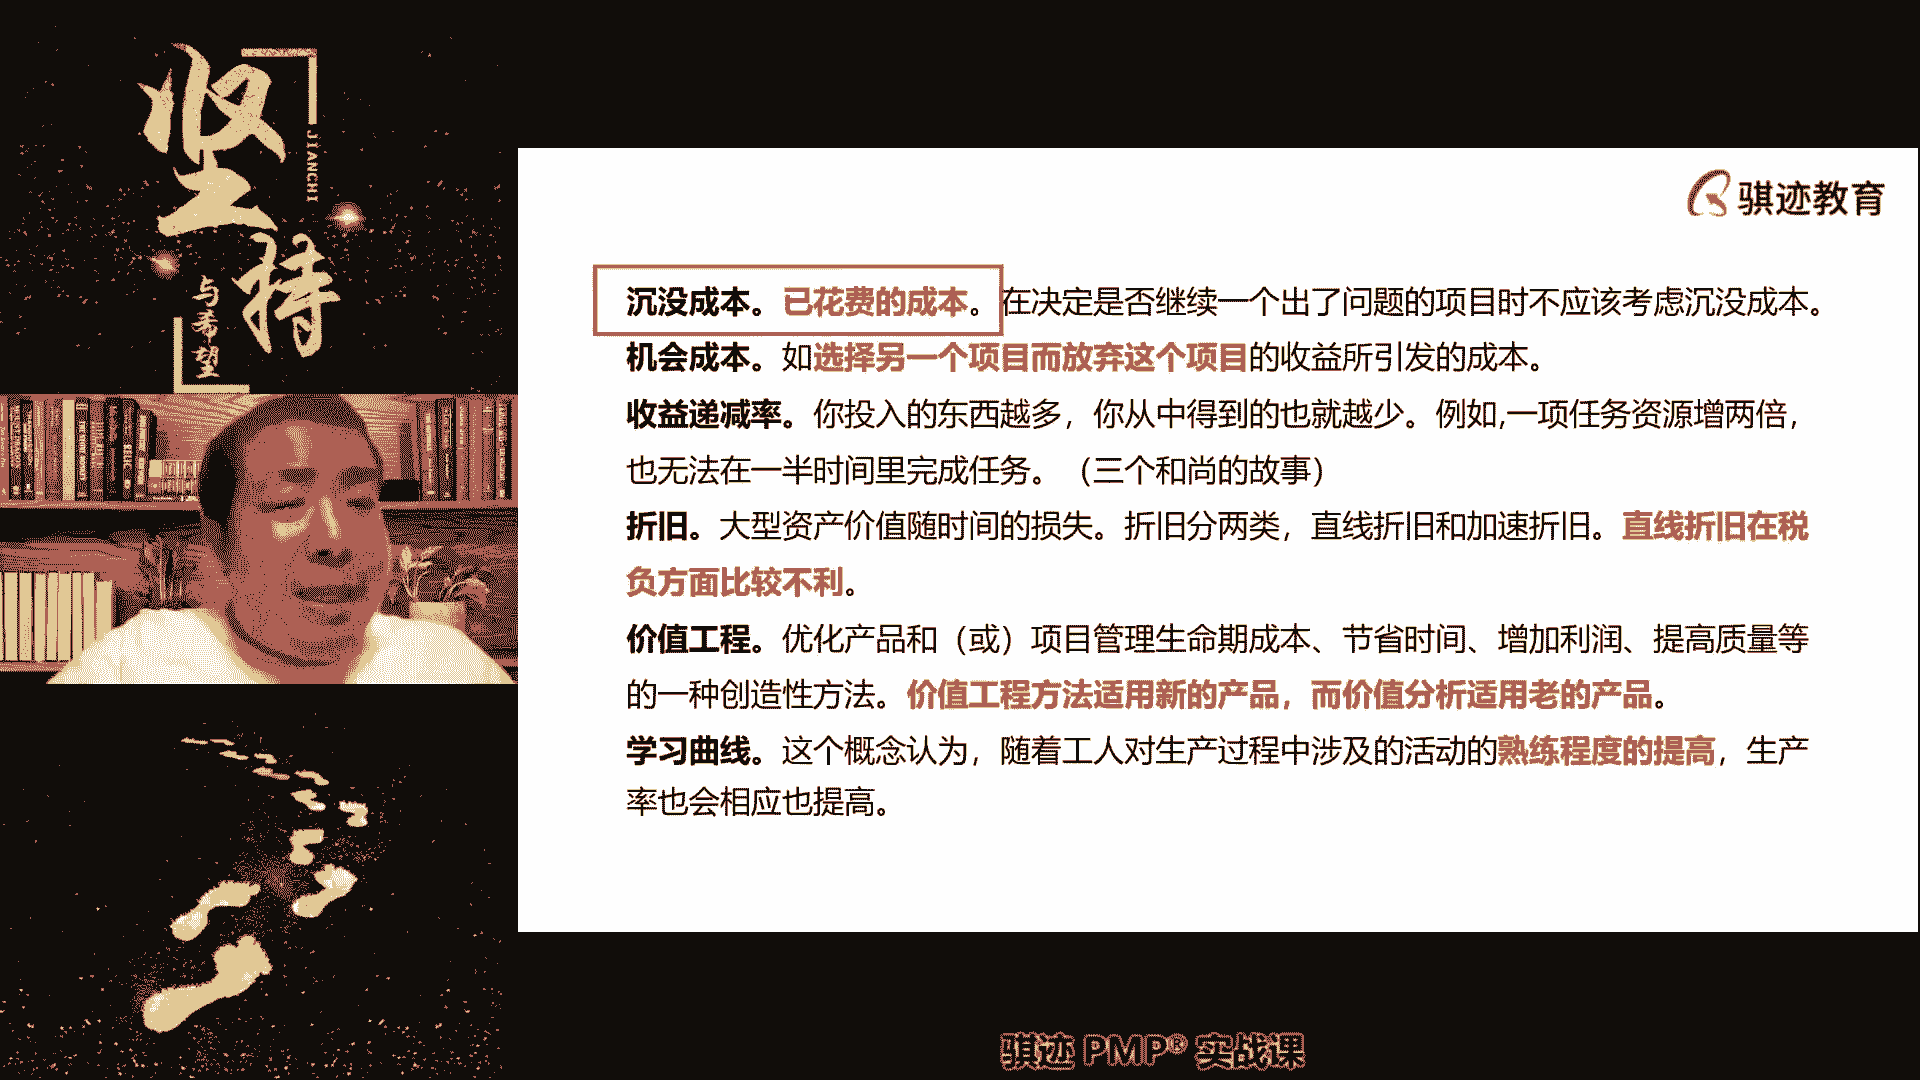 坚持
JIANCHI
与希望
骐迹教育
沉没成本。已花费的成本。在决定是否继续一个出了问题的项目时不应该考虑沉没成本。
机会成本。如选择另一个项目而放弃这个项目的收益所引发的成本。
收益递减率。你投入的东西越多，你从中得到的也就越少。例如,一项任务资源增两倍，
也无法在一半时间里完成任务。（三个和尚的故事）
折旧。大型资产价值随时间的损失。折旧分两类，直线折旧和加速折旧。直线折旧在税
负方面比较不利。
价值工程。优化产品和（或）项目管理生命期成本、节省时间、增加利润、提高质量等
的一种创造性方法。价值工程方法适用新的产品，而价值分析适用老的产品。
学习曲线。这个概念认为，随着工人对生产过程中涉及的活动的熟练程度的提高，生产
率也会相应也提高。
骐迹 PMP® 实战课